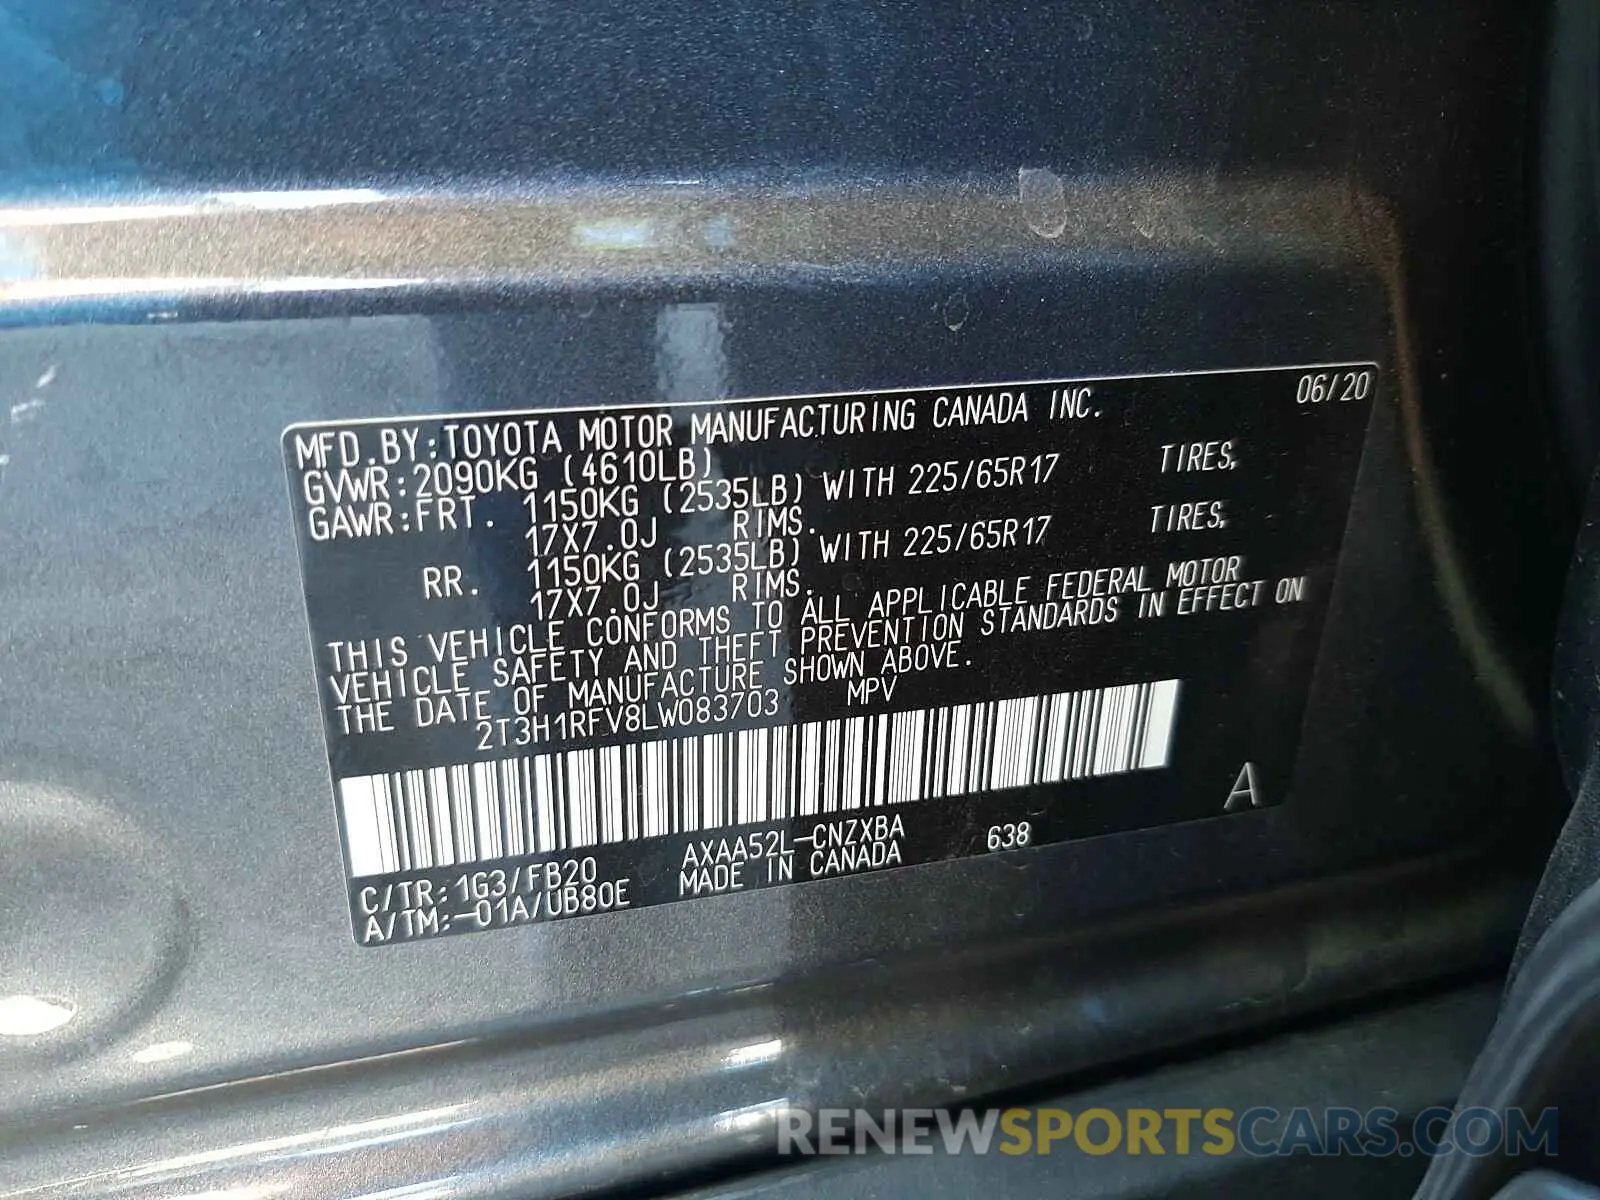 MFD.BY:TOYOTA MOTOR MANUFACTURING CANADA INC. 06/20
GVWR:2090KG (4610LB)
GAWR:FRT. 1150KG (2535LB) WITH 225/65R17 TIRES,
17X7.0J RIMS.
RR. 1150KG (2535LB) WITH 225/65R17 TIRES,
17X7.0J RIMS.
THIS VEHICLE CONFORMS TO ALL APPLICABLE FEDERAL MOTOR
VEHICLE SAFETY AND THEFT PREVENTION STANDARDS IN EFFECT ON
THE DATE OF MANUFACTURE SHOWN ABOVE.
2T3H1RFV8LW083703 MPV
A
C/TR:1G3/FB20 AXAA52L-CNZXBA 638
A/TM:-01A/UB80E MADE IN CANADA
RENEWSPORTSCARS.COM